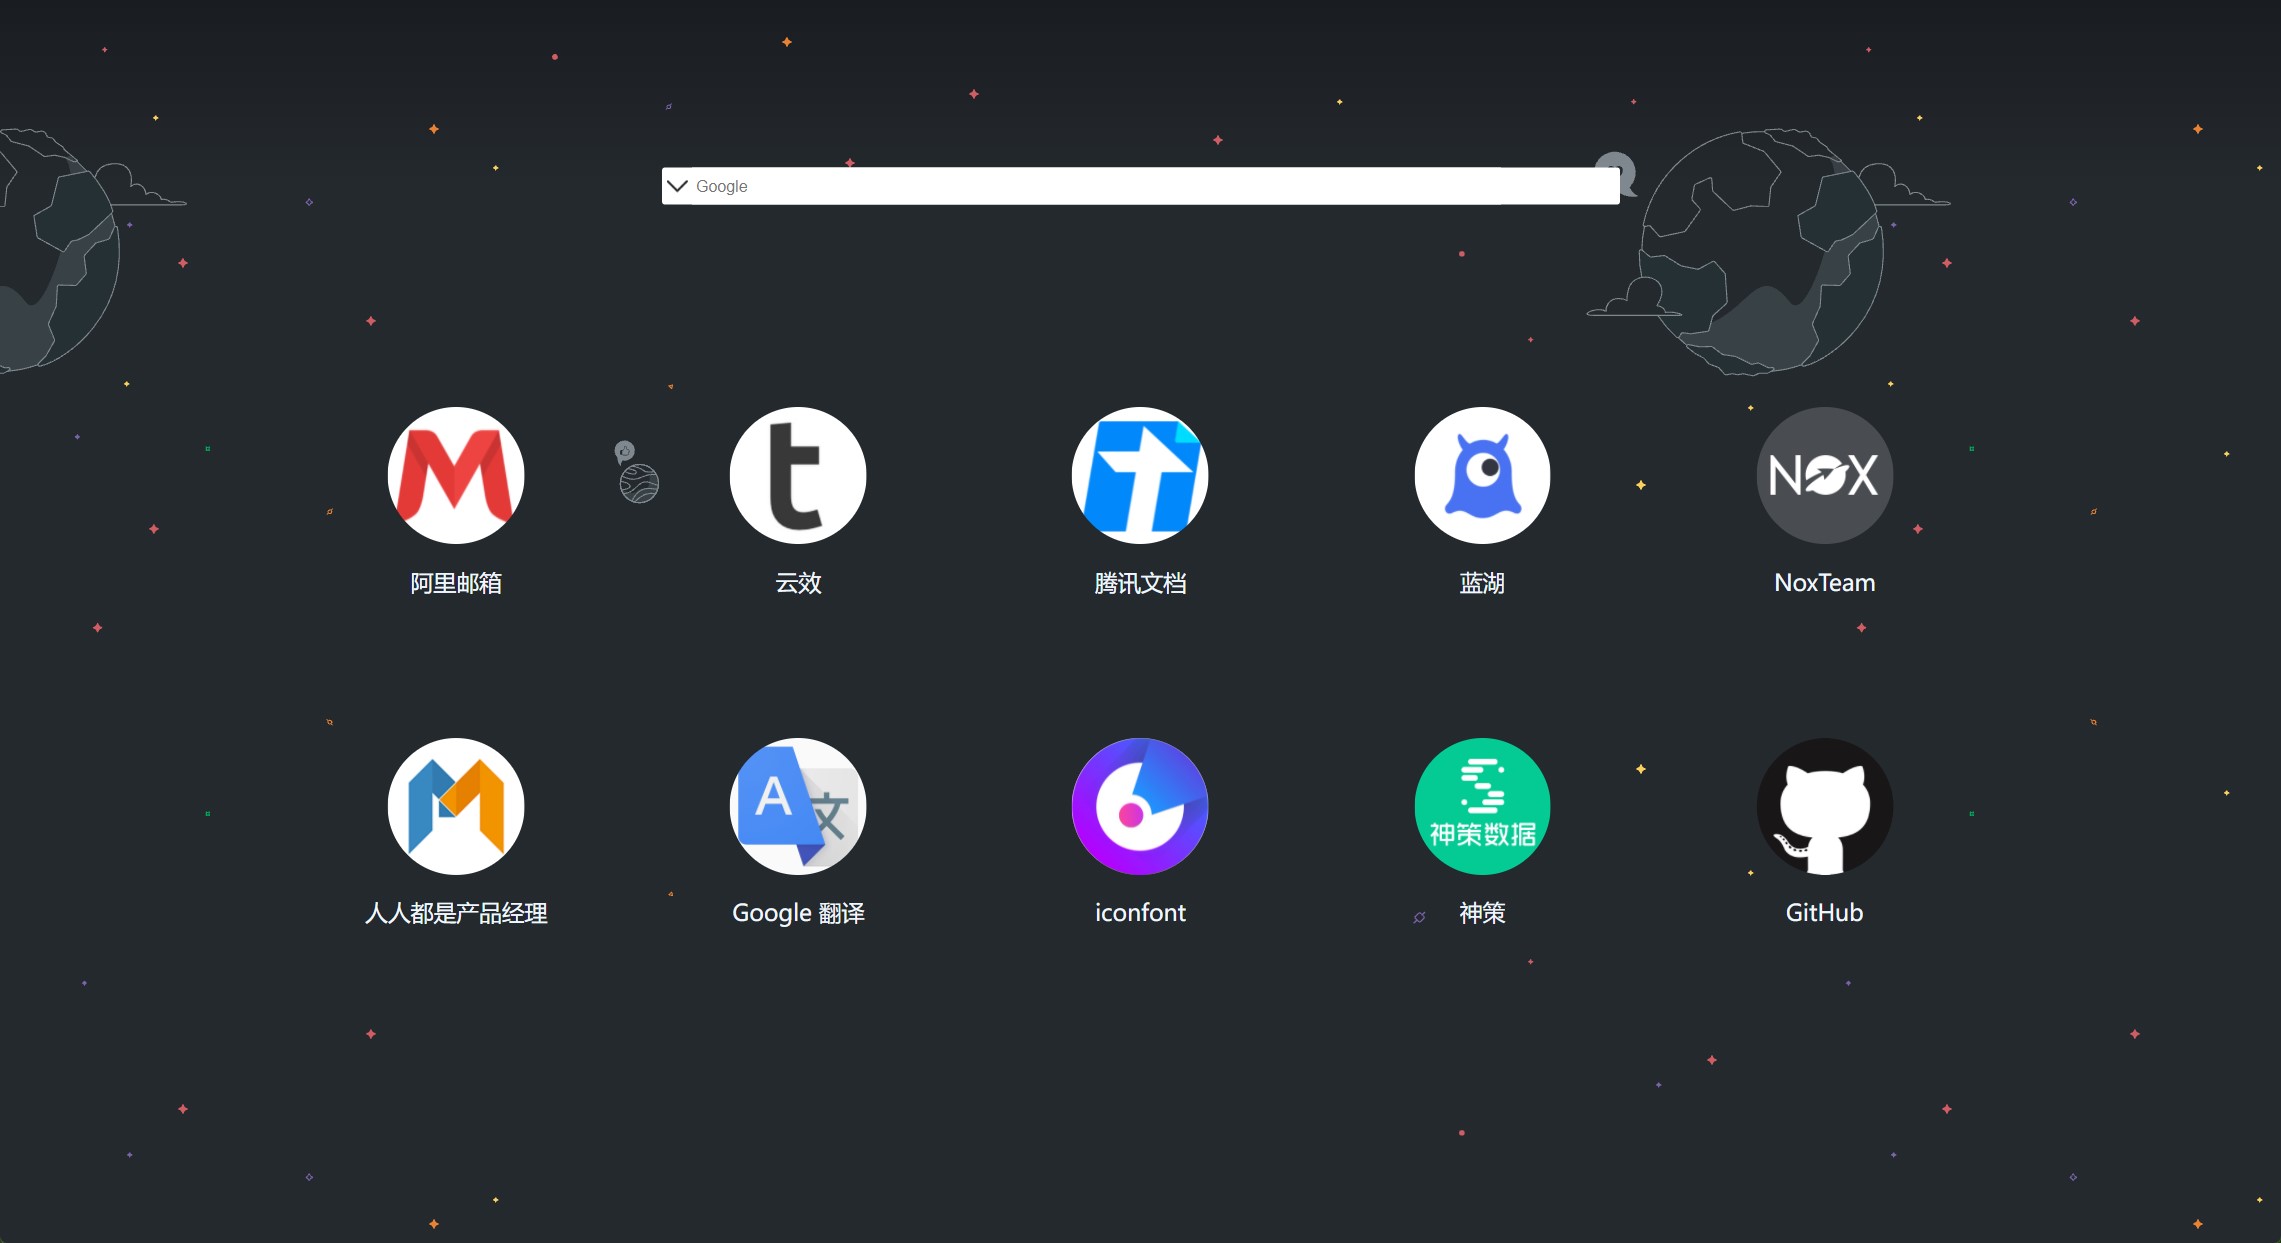 Google
NOX
阿里邮箱
云效
腾讯文档
蓝湖
NoxTeam
A 文
神策数据
人人都是产品经理
Google 翻译
iconfont
神策
GitHub